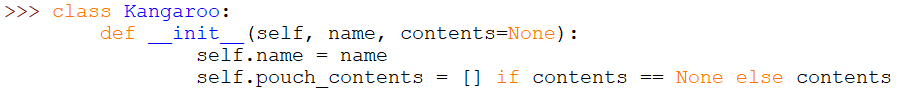 >>> class Kangaroo:
        def __init__(self, name, contents=None):
                self.name = name
                self.pouch_contents = [] if contents == None else contents